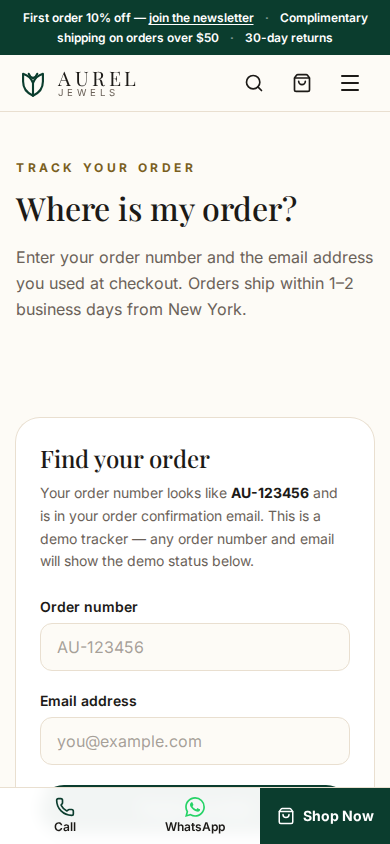 First order 10% off — join the newsletter · Complimentary
shipping on orders over $50 · 30-day returns
AUREL
JEWELS
TRACK YOUR ORDER
Where is my order?
Enter your order number and the email address
you used at checkout. Orders ship within 1–2
business days from New York.
Find your order
Your order number looks like AU-123456 and
is in your order confirmation email. This is a
demo tracker — any order number and email
will show the demo status below.
Order number
AU-123456
Email address
you@example.com
Call
WhatsApp
Shop Now